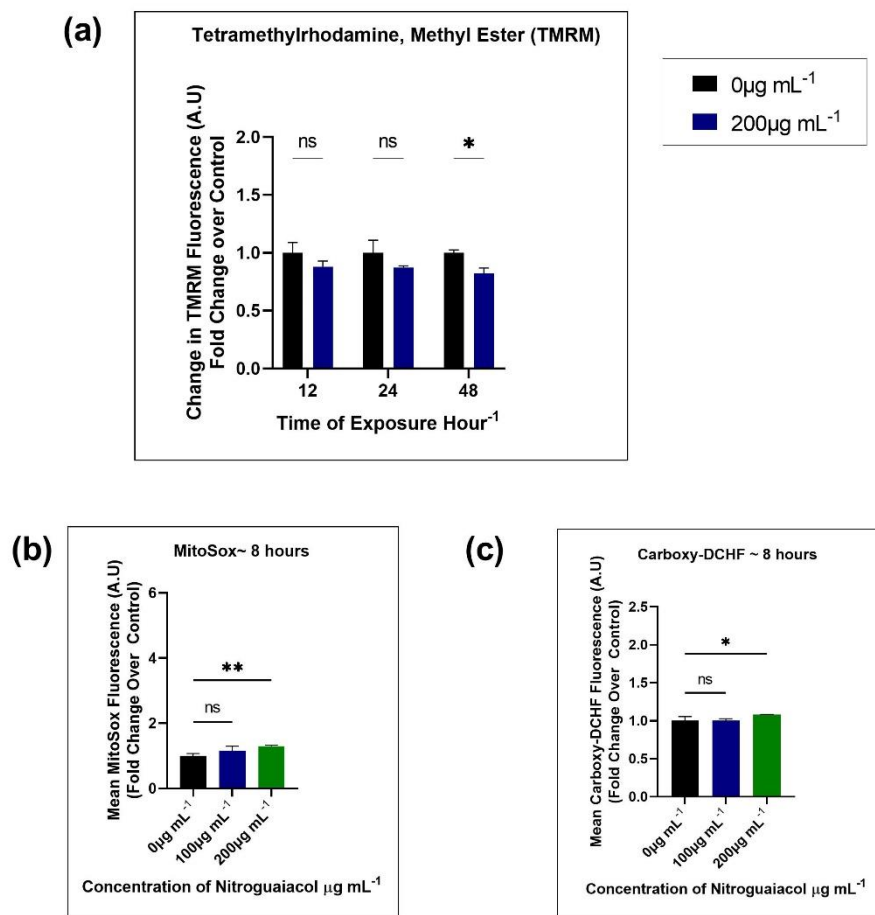 (a)
Tetramethylrhodamine, Methyl Ester (TMRM)
0µg mL⁻¹
200µg mL⁻¹
Change in TMRM Fluorescence (A.U)
Fold Change over Control
2.0
1.5
1.0
0.5
0.0
ns
ns
*
12
24
48
Time of Exposure Hour⁻¹
(b)
MitoSox~ 8 hours
Mean MitoSox Fluorescence (A.U)
(Fold Change Over Control)
6
4
2
0
**
ns
0µg mL⁻¹
100µg mL⁻¹
200µg mL⁻¹
Concentration of Nitroguaiacol µg mL⁻¹
(c)
Carboxy-DCHF ~ 8 hours
Mean Carboxy-DCHF Fluorescence (A.U)
(Fold Change Over Control)
2.5
2.0
1.5
1.0
0.5
0.0
*
ns
0µg mL⁻¹
100µg mL⁻¹
200µg mL⁻¹
Concentration of Nitroguaiacol µg mL⁻¹